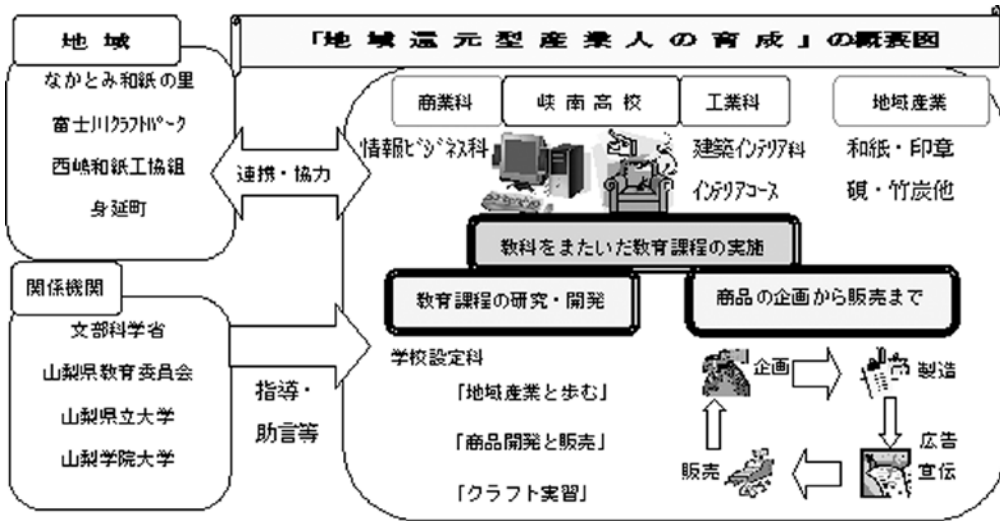 「地域還元型産業人の育成」の概要図
地域
なかとみ和紙の里
富士川クラフトパーク
西嶋和紙工協組
身延町
連携・協力
関係機関
文部科学省
山梨県教育委員会
山梨県立大学
山梨学院大学
指導・
助言等
商業科
峡南高校
工業科
地域産業
情報ビジネス科
建築インテリア科
インテリアコース
和紙・印章
硯・竹炭他
教科をまたいだ教育課程の実施
教育課程の研究・開発
商品の企画から販売まで
学校設定科
「地域産業と歩む」
「商品開発と販売」
「クラフト実習」
企画
製造
広告
宣伝
販売